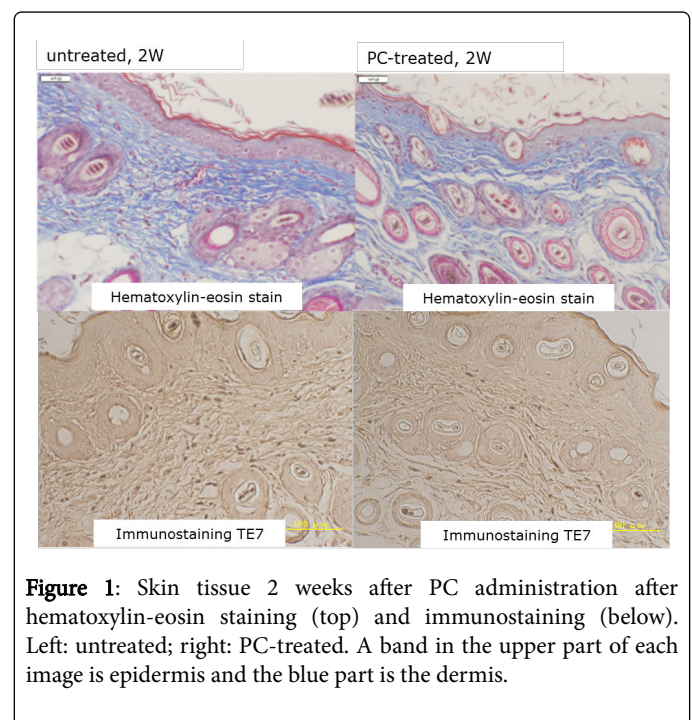 untreated, 2W
PC-treated, 2W
Hematoxylin-eosin stain
Hematoxylin-eosin stain
Immunostaining TE7
Immunostaining TE7
Figure 1: Skin tissue 2 weeks after PC administration after
hematoxylin-eosin staining (top) and immunostaining (below).
Left: untreated; right: PC-treated. A band in the upper part of each
image is epidermis and the blue part is the dermis.